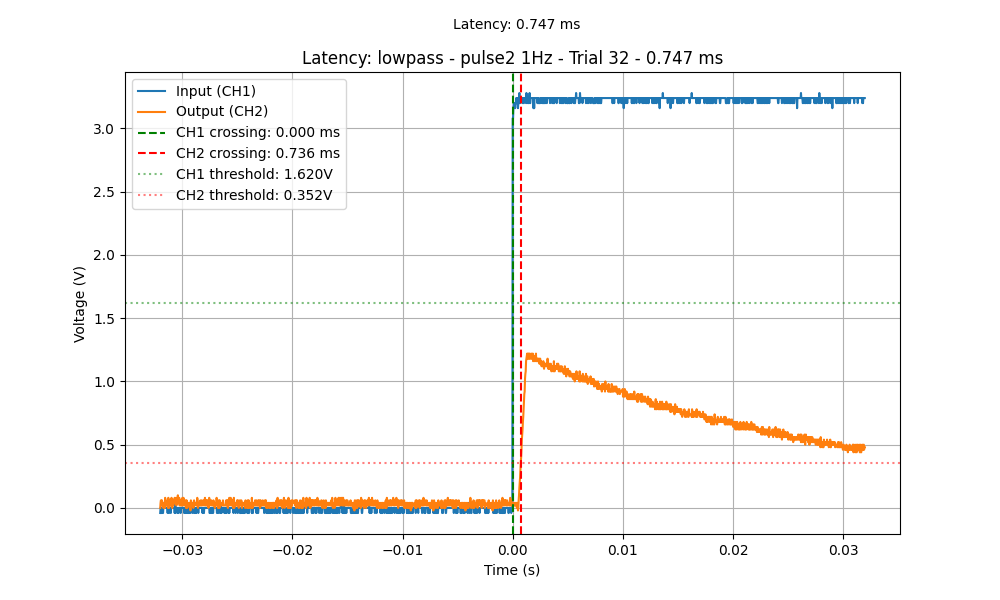 Latency: 0.747 ms
Latency: lowpass - pulse2 1Hz - Trial 32 - 0.747 ms
Input (CH1)
Output (CH2)
CH1 crossing: 0.000 ms
CH2 crossing: 0.736 ms
CH1 threshold: 1.620V
CH2 threshold: 0.352V
3.0
2.5
2.0
1.5
1.0
0.5
0.0
Voltage (V)
−0.03 −0.02 −0.01 0.00 0.01 0.02 0.03
Time (s)